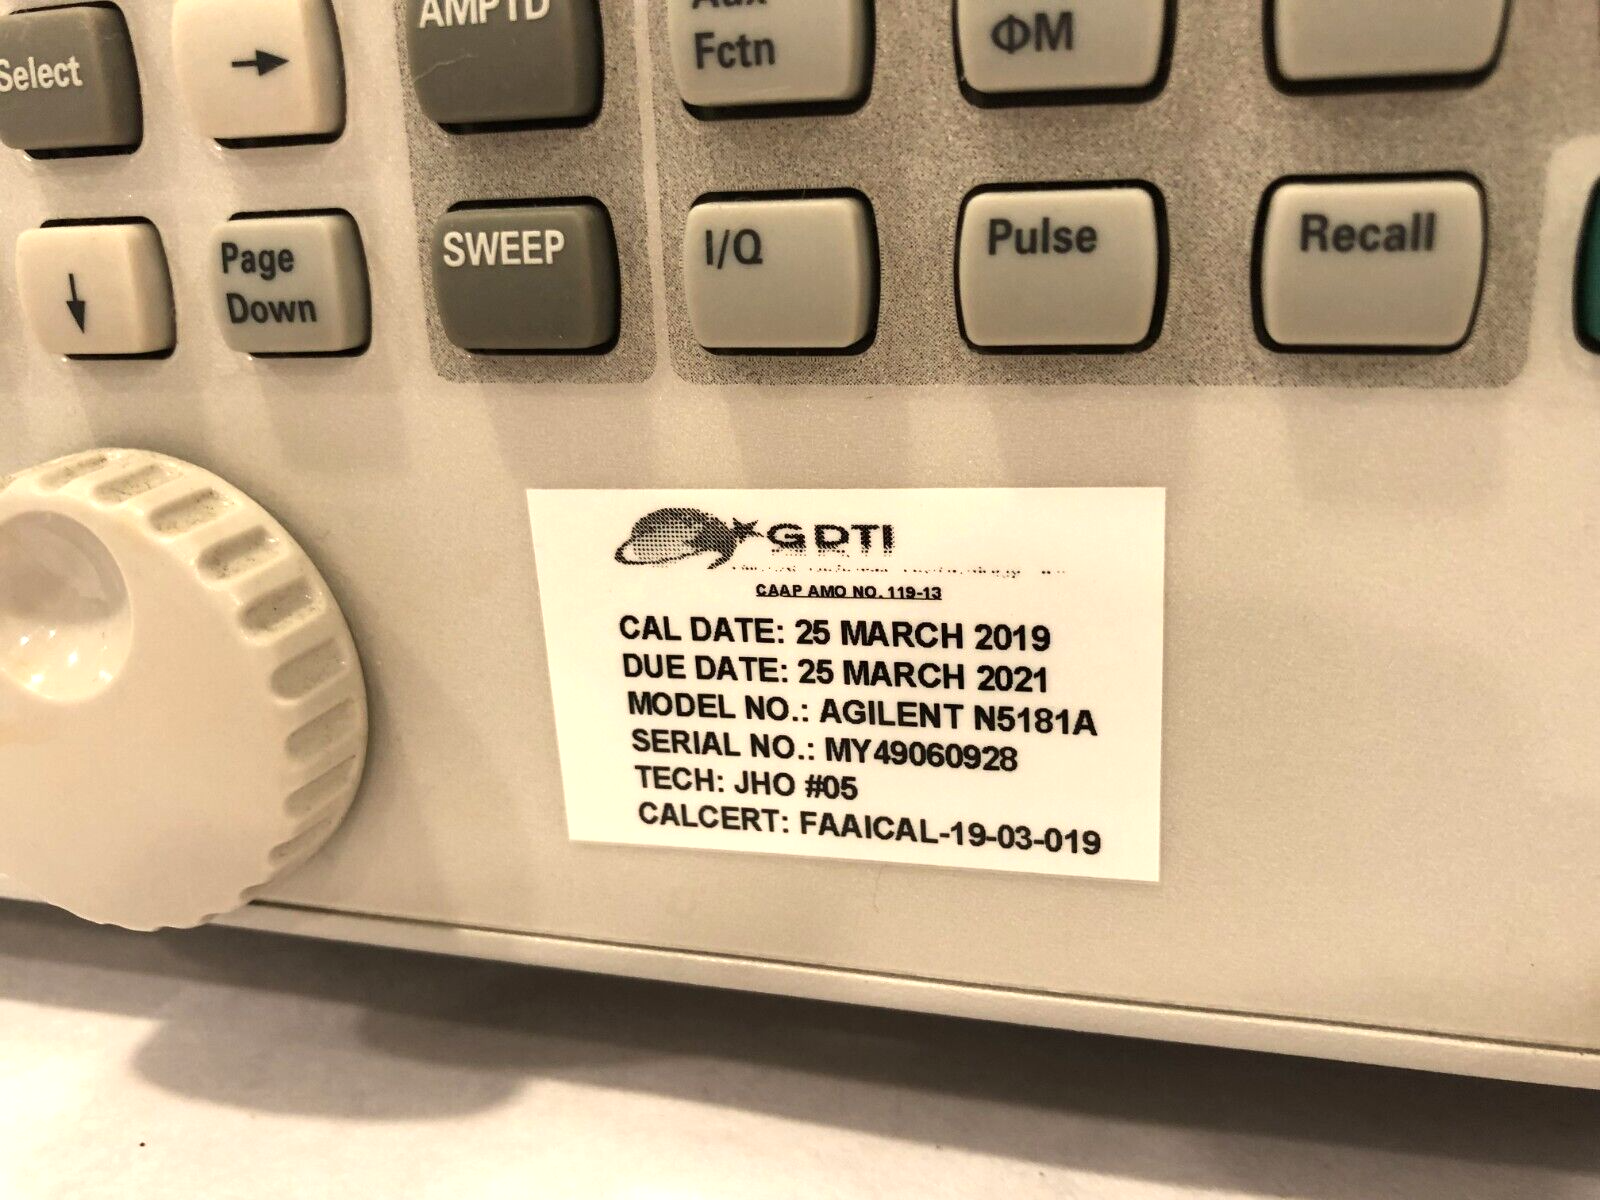 AMPTD
Fctn
ΦM
Select
→
SWEEP
I/Q
Pulse
Recall
↓
Page
Down
GDTI
CAAP AMO NO. 119-13
CAL DATE: 25 MARCH 2019
DUE DATE: 25 MARCH 2021
MODEL NO.: AGILENT N5181A
SERIAL NO.: MY49060928
TECH: JHO #05
CALCERT: FAAICAL-19-03-019